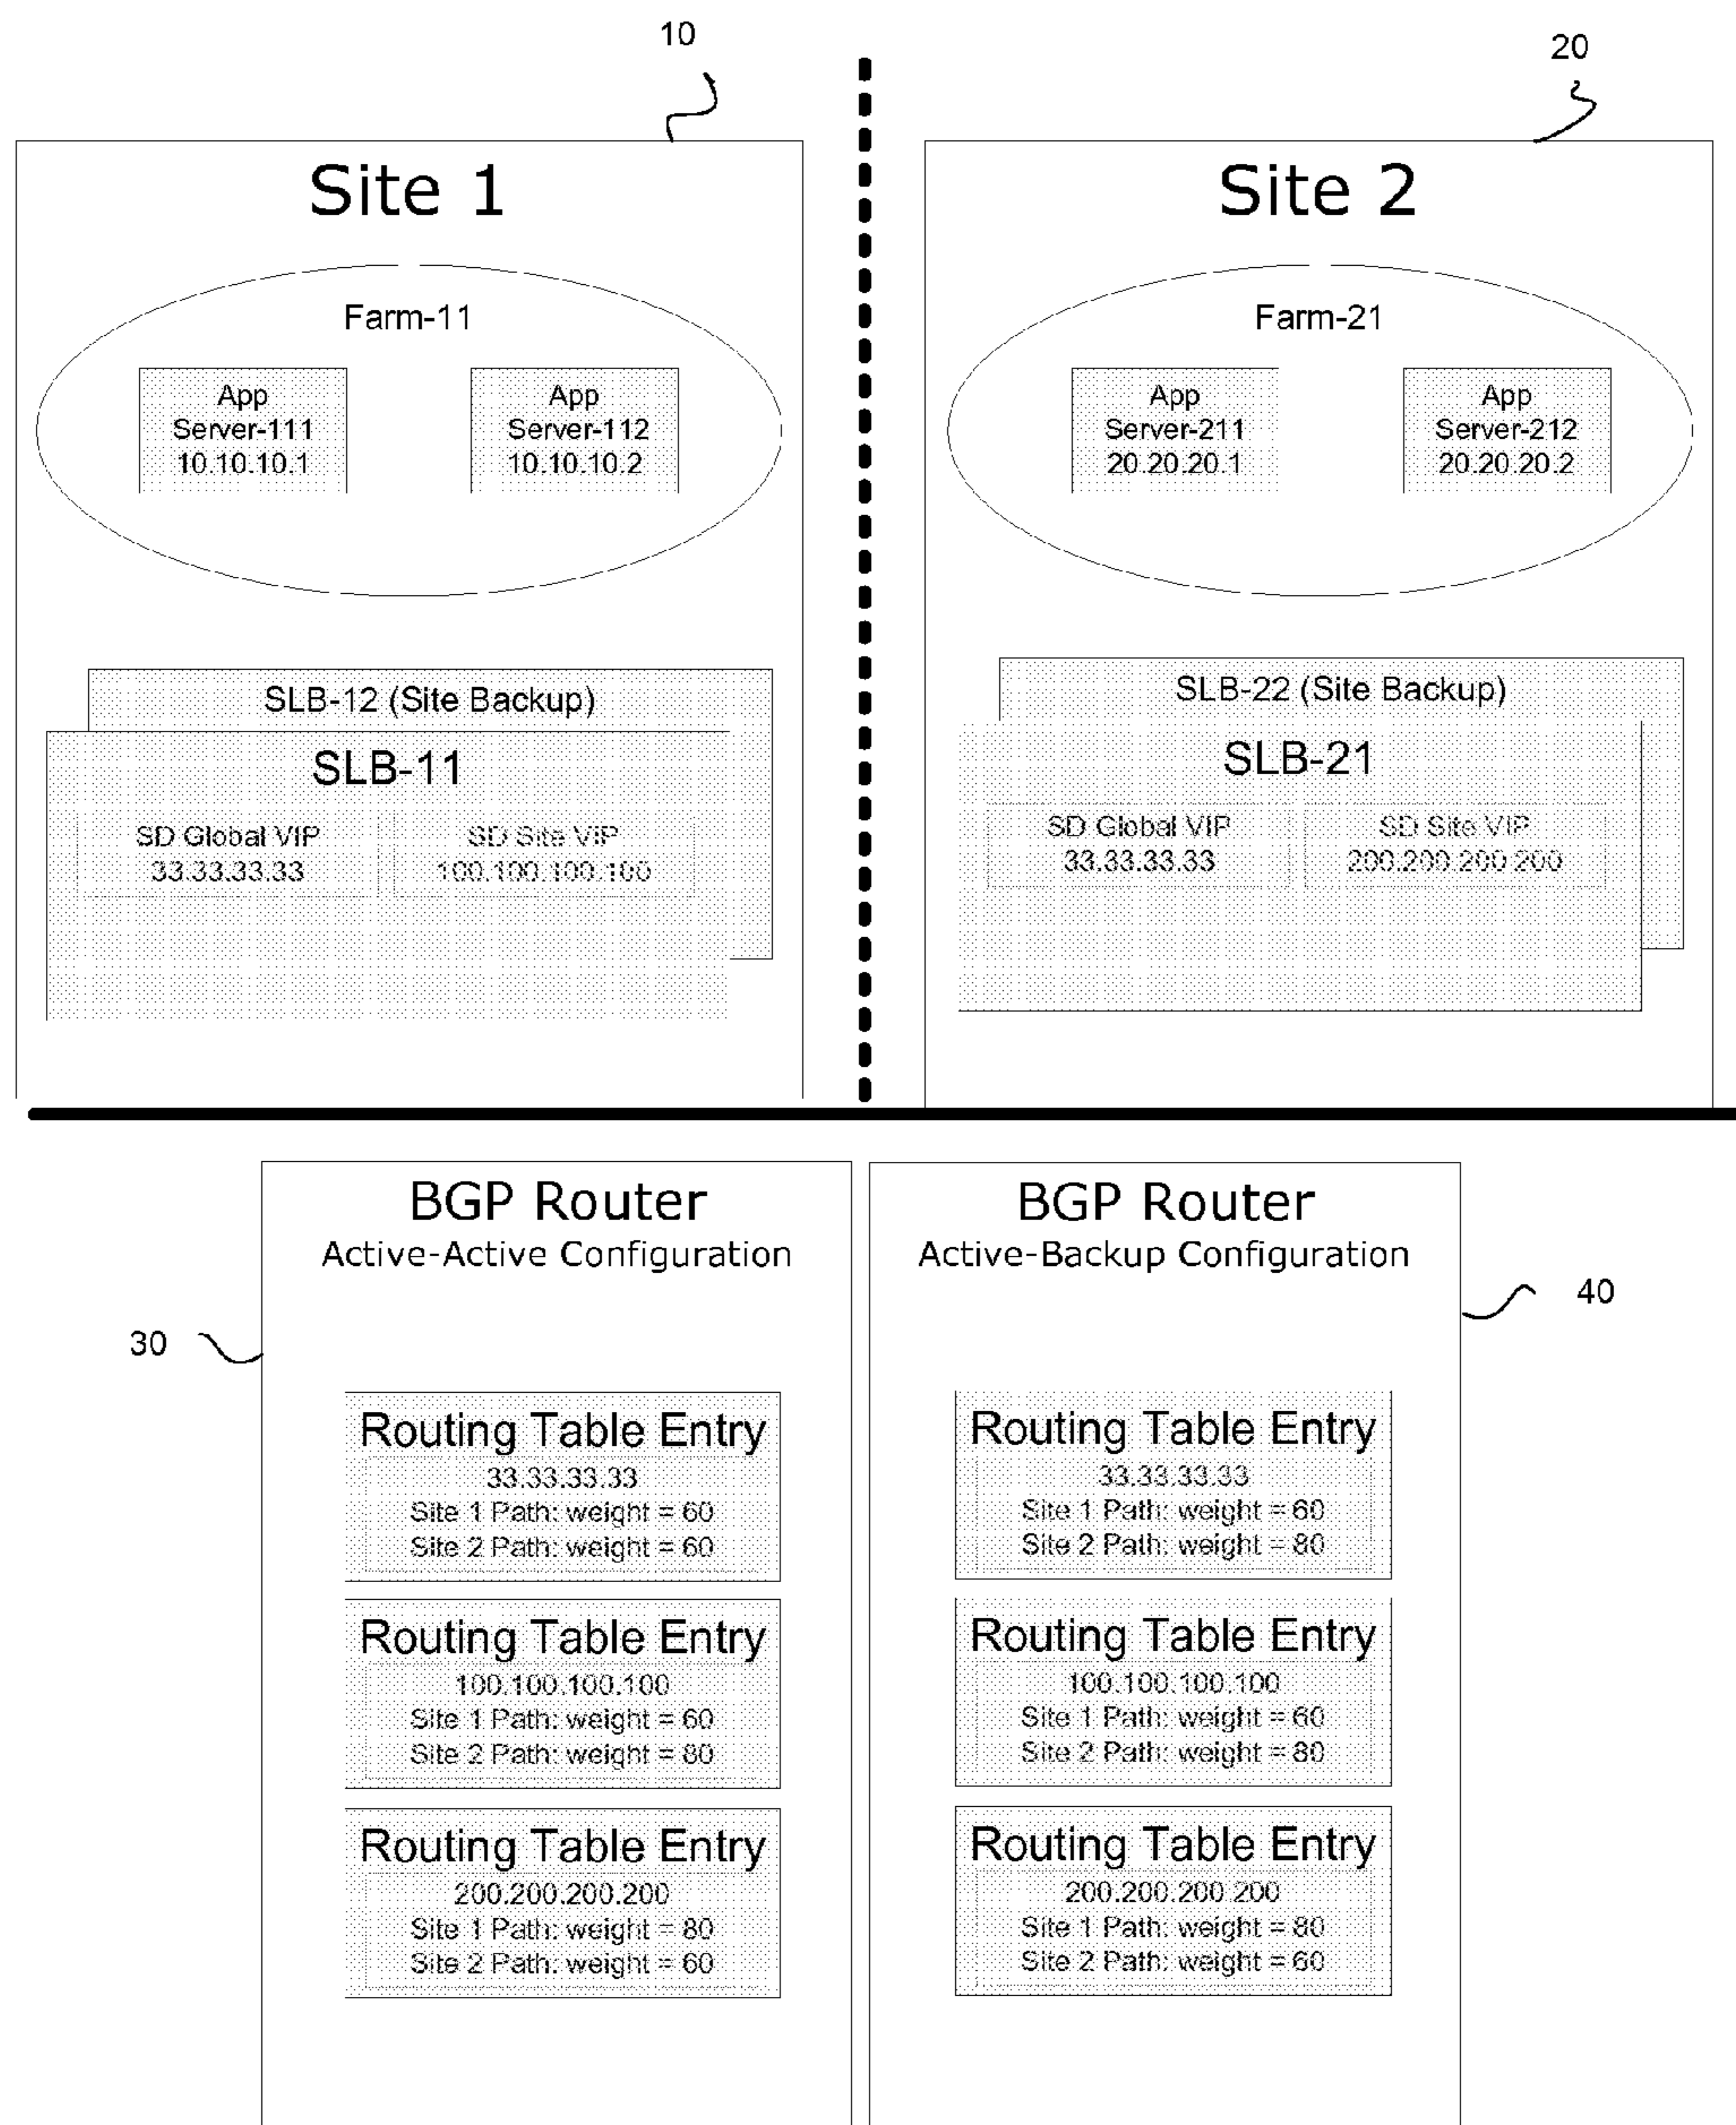 10
20
Site 1
Farm-11
App
Server-111
10.10.10.1
App
Server-112
10.10.10.2
SLB-12 (Site Backup)
SLB-11
SD Global VIP
33.33.33.33
SD Site VIP
100.100.100.100
Site 2
Farm-21
App
Server-211
20.20.20.1
App
Server-212
20.20.20.2
SLB-22 (Site Backup)
SLB-21
SD Global VIP
33.33.33.33
SD Site VIP
200.200.200.200
BGP Router
Active-Active Configuration
30
Routing Table Entry
33.33.33.33
Site 1 Path: weight = 60
Site 2 Path: weight = 60
Routing Table Entry
100.100.100.100
Site 1 Path: weight = 60
Site 2 Path: weight = 80
Routing Table Entry
200.200.200.200
Site 1 Path: weight = 80
Site 2 Path: weight = 60
BGP Router
Active-Backup Configuration
40
Routing Table Entry
33.33.33.33
Site 1 Path: weight = 60
Site 2 Path: weight = 80
Routing Table Entry
100.100.100.100
Site 1 Path: weight = 60
Site 2 Path: weight = 80
Routing Table Entry
200.200.200.200
Site 1 Path: weight = 80
Site 2 Path: weight = 60